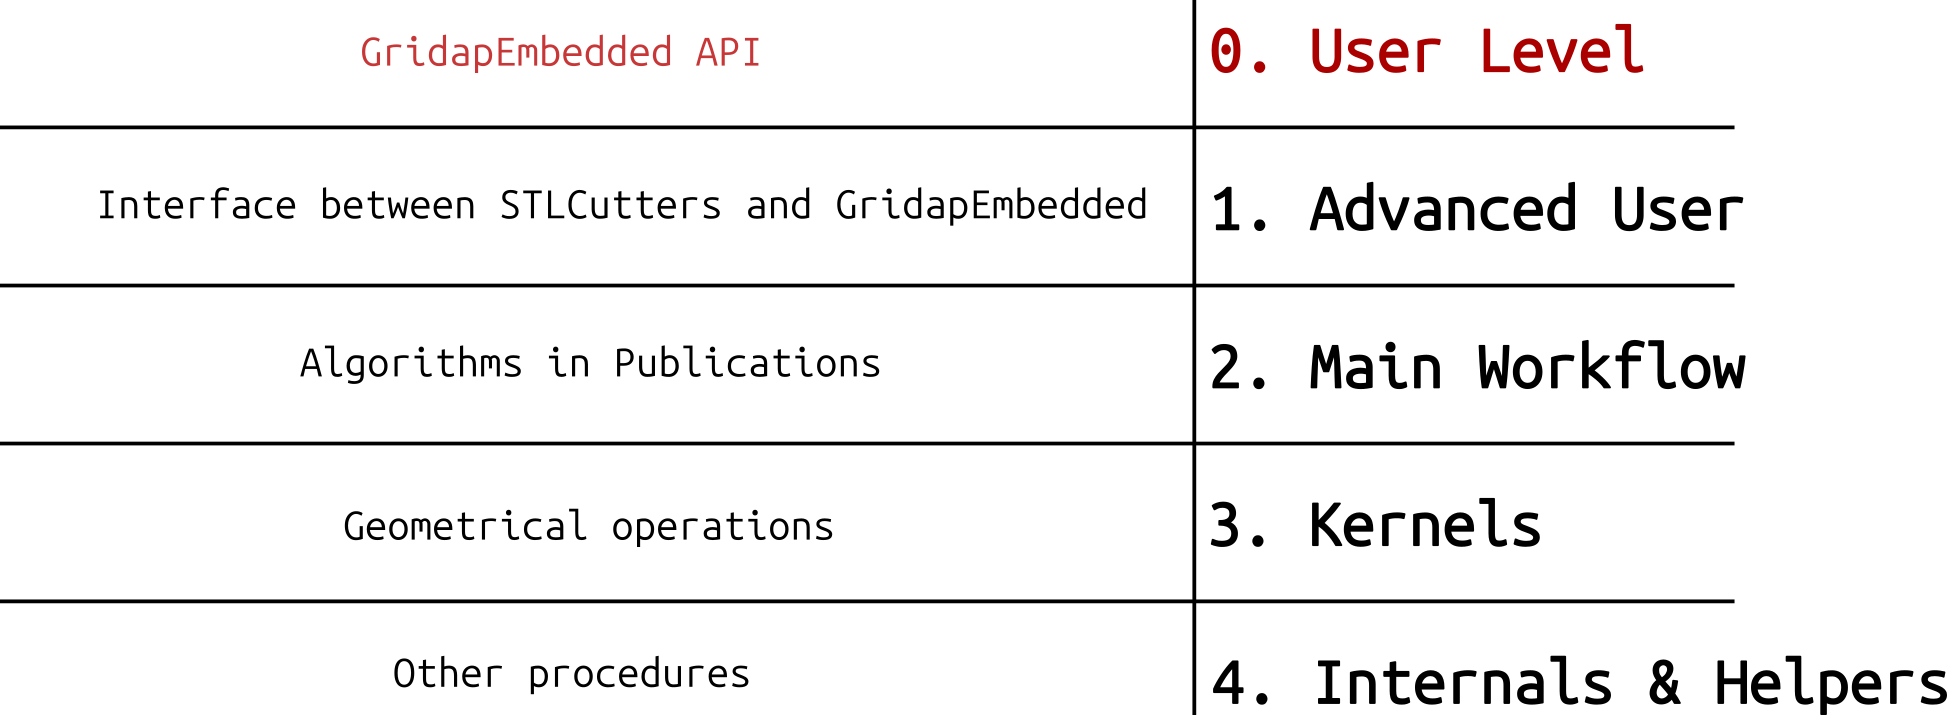 GridapEmbedded API
0. User Level
Interface between STLCutters and GridapEmbedded
1. Advanced User
Algorithms in Publications
2. Main Workflow
Geometrical operations
3. Kernels
Other procedures
4. Internals & Helpers